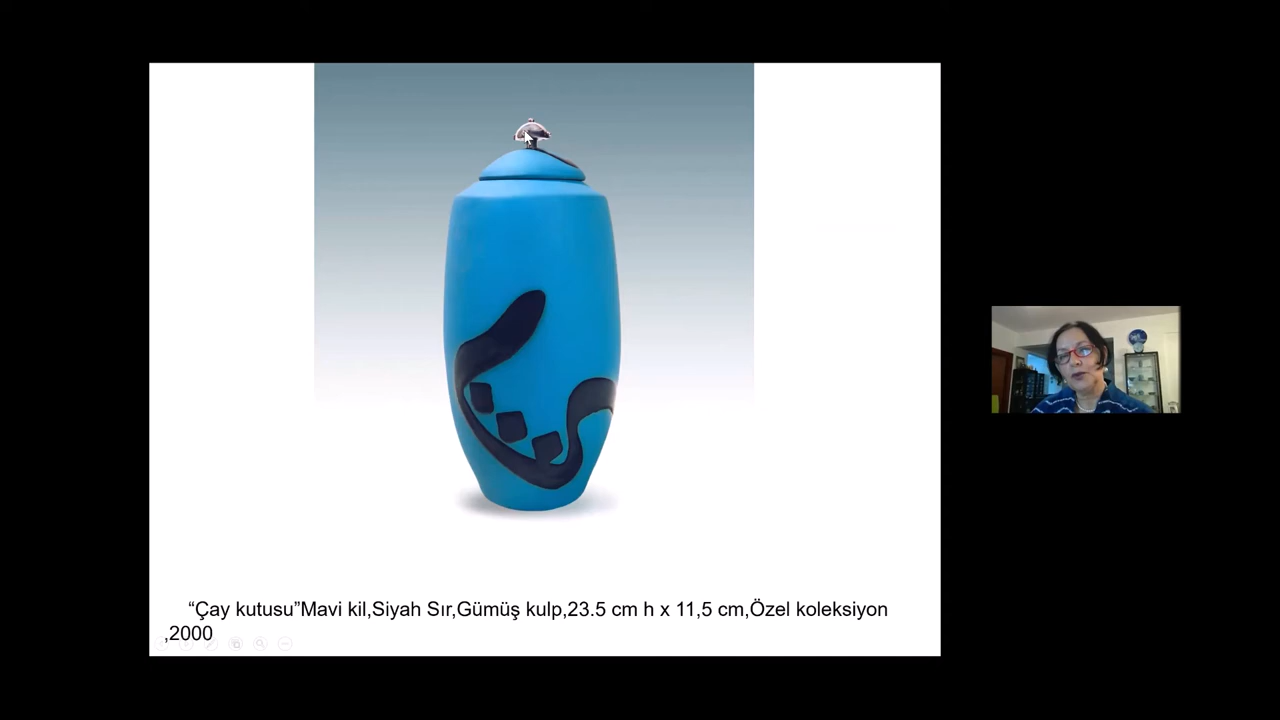 “Çay kutusu”Mavi kil,Siyah Sır,Gümüş kulp,23.5 cm h x 11,5 cm,Özel koleksiyon
,2000